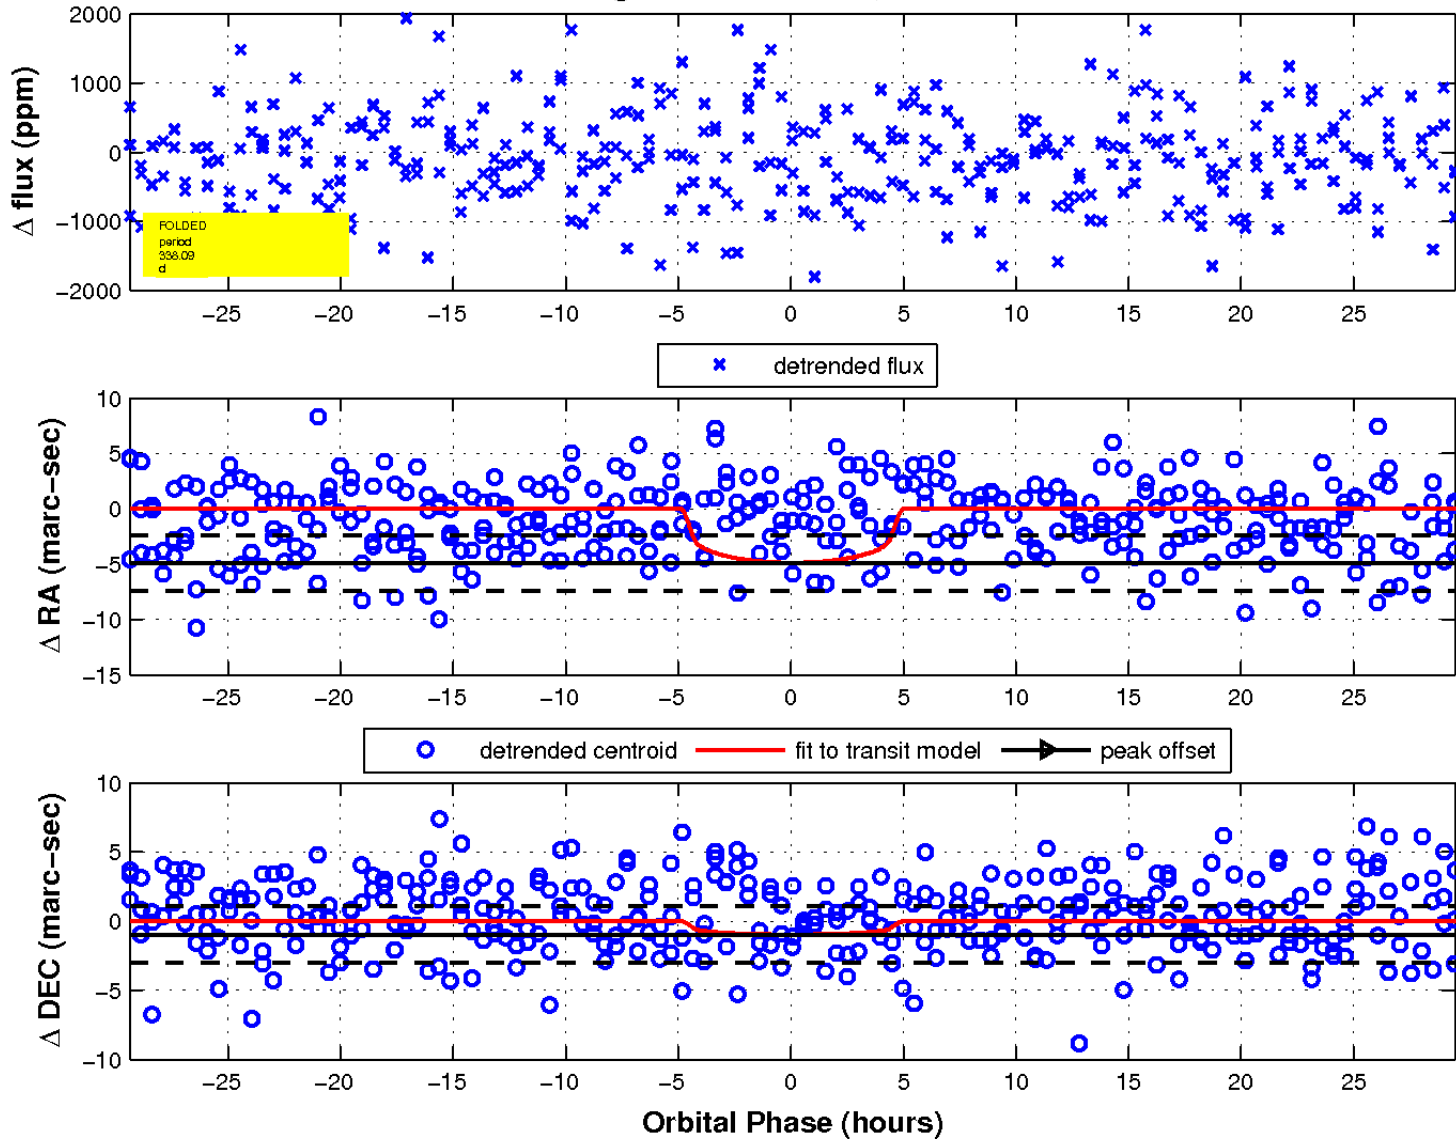 2000
1000
0
−1000
−2000
Δ flux (ppm)
FOLDED
period
338.09
d
−25 −20 −15 −10 −5 0 5 10 15 20 25
detrended flux
10
5
0
−5
−10
−15
Δ RA (marc−sec)
−25 −20 −15 −10 −5 0 5 10 15 20 25
detrended centroid fit to transit model peak offset
10
5
0
−5
−10
Δ DEC (marc−sec)
−25 −20 −15 −10 −5 0 5 10 15 20 25
Orbital Phase (hours)